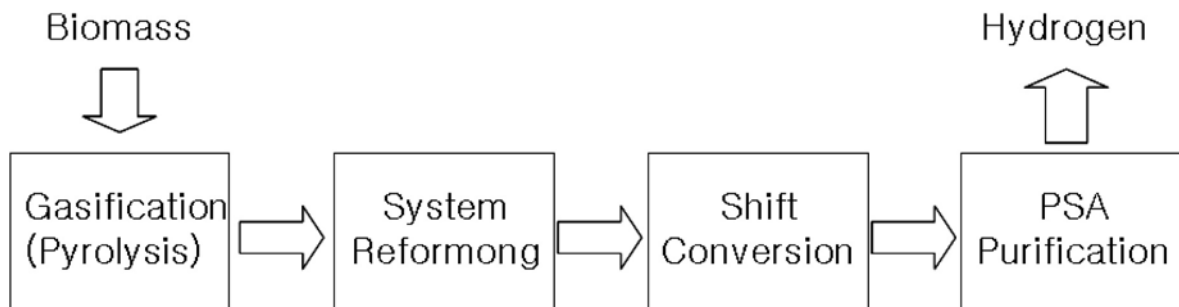 Biomass
Hydrogen
Gasification
(Pyrolysis)
System
Reformong
Shift
Conversion
PSA
Purification